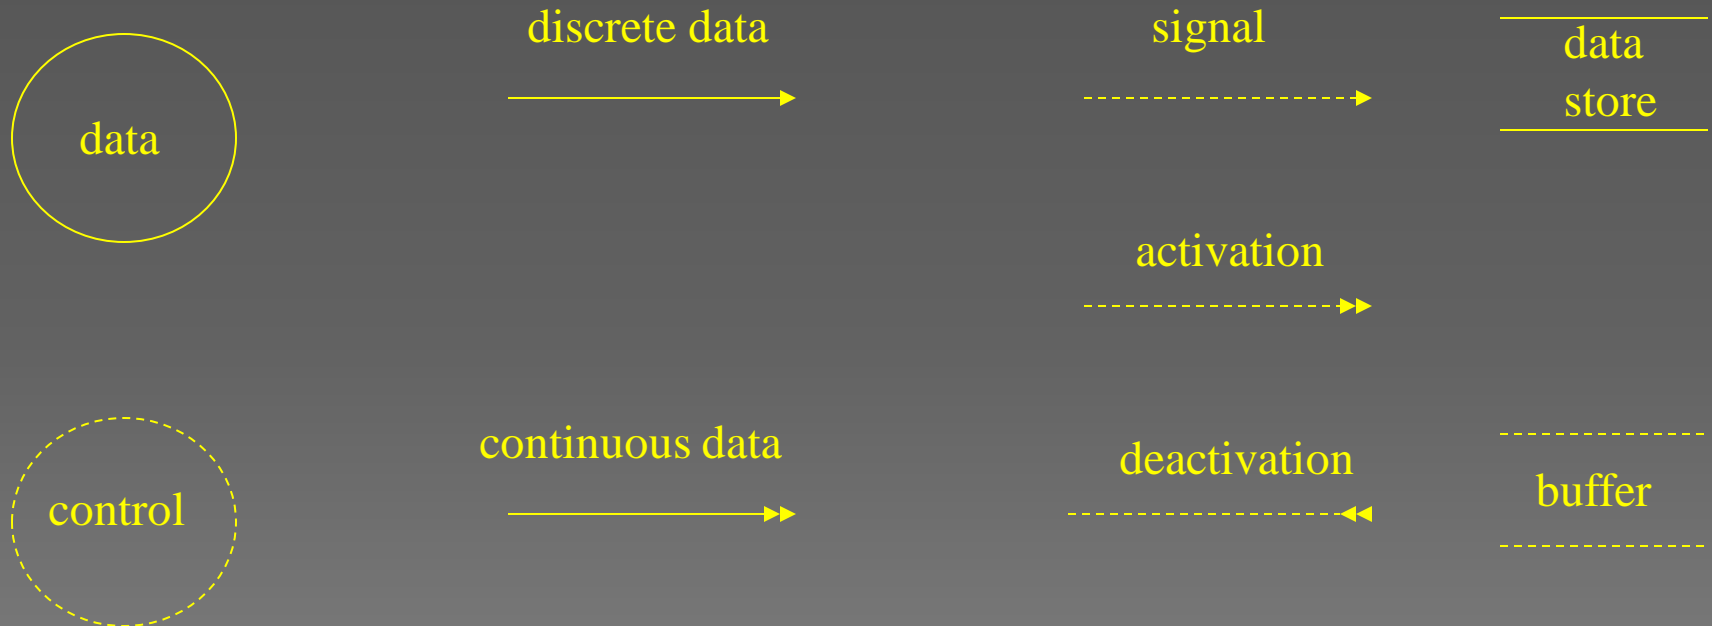 discrete data
signal
data
store
data
activation
continuous data
deactivation
control
buffer